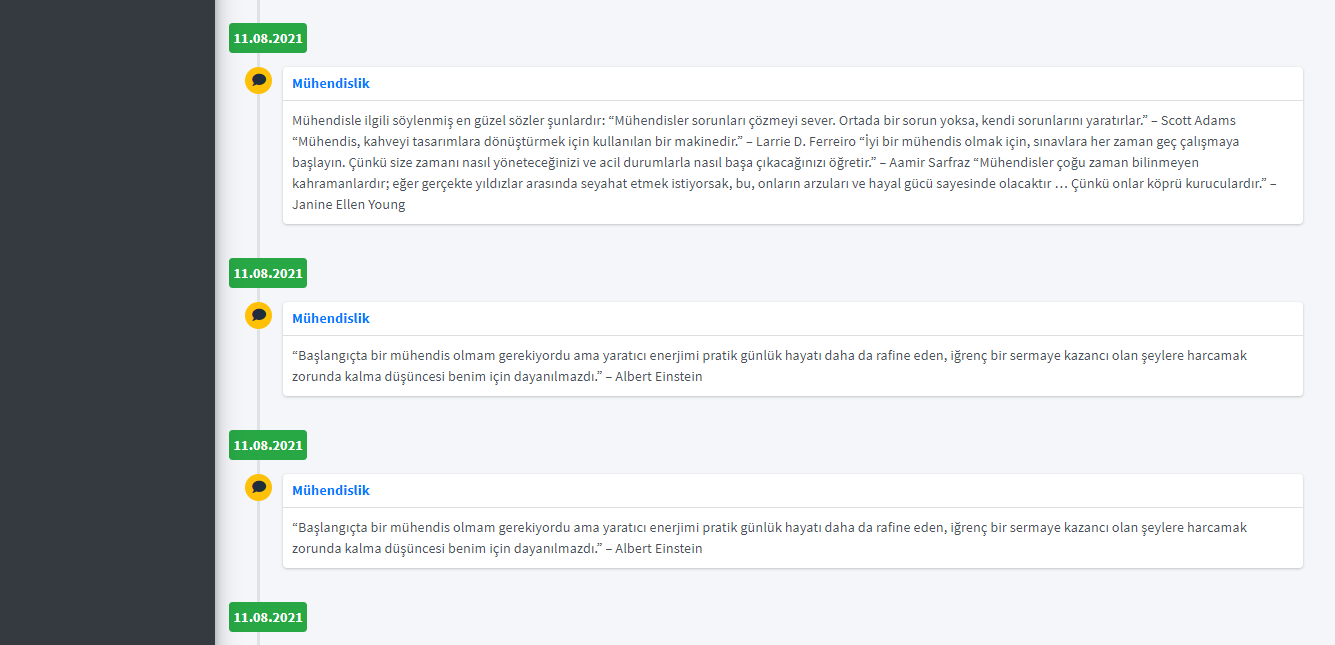 11.08.2021
Mühendislik
Mühendisle ilgili söylenmiş en güzel sözler şunlardır: “Mühendisler sorunları çözmeyi sever. Ortada bir sorun yoksa, kendi sorunlarını yaratırlar.” – Scott Adams
“Mühendis, kahveyi tasarımlara dönüştürmek için kullanılan bir makinedir.” – Larrie D. Ferreiro “İyi bir mühendis olmak için, sınavlara her zaman geç çalışmaya
başlayın. Çünkü size zamanı nasıl yöneteceğinizi ve acil durumlarla nasıl başa çıkacağınızı öğretir.” – Aamir Sarfraz “Mühendisler çoğu zaman bilinmeyen
kahramanlardır; eğer gerçekte yıldızlar arasında seyahat etmek istiyorsak, bu, onların arzuları ve hayal gücü sayesinde olacaktır … Çünkü onlar köprü kuruculardır.” –
Janine Ellen Young
11.08.2021
Mühendislik
“Başlangıçta bir mühendis olmam gerekiyordu ama yaratıcı enerjimi pratik günlük hayatı daha da rafine eden, iğrenç bir sermaye kazancı olan şeylere harcamak
zorunda kalma düşüncesi benim için dayanılmazdı.” – Albert Einstein
11.08.2021
Mühendislik
“Başlangıçta bir mühendis olmam gerekiyordu ama yaratıcı enerjimi pratik günlük hayatı daha da rafine eden, iğrenç bir sermaye kazancı olan şeylere harcamak
zorunda kalma düşüncesi benim için dayanılmazdı.” – Albert Einstein
11.08.2021